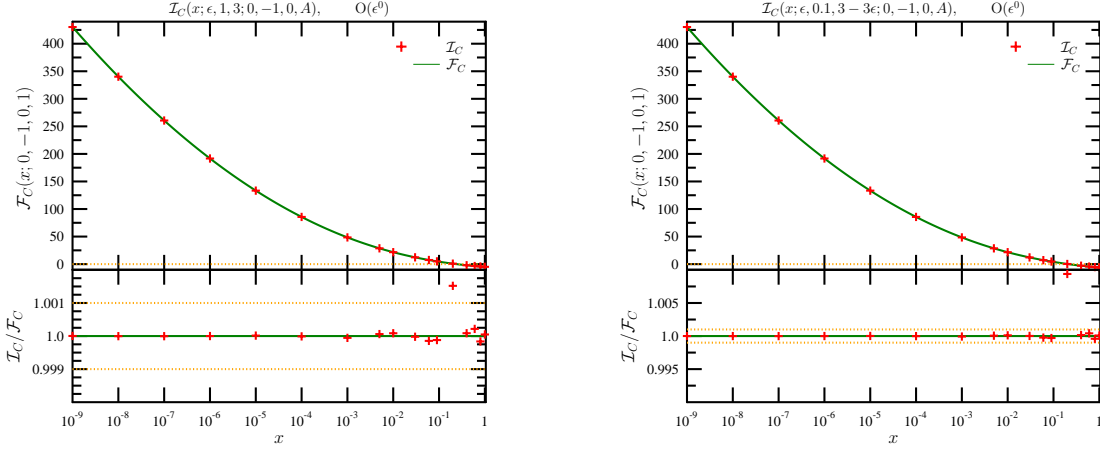 𝓘_C(x; ϵ, 1, 3; 0, −1, 0, A),   O(ϵ^0)
400
350
300
250
200
150
100
50
0
𝓕_C(x; 0, −1, 0, 1)
𝓘_C
𝓕_C
1.001
1.0
0.999
𝓘_C/𝓕_C
10^-9 10^-8 10^-7 10^-6 10^-5 10^-4 10^-3 10^-2 10^-1 1
x
𝓘_C(x; ϵ, 0.1, 3 − 3ϵ; 0, −1, 0, A),   O(ϵ^0)
400
350
300
250
200
150
100
50
0
𝓕_C(x; 0, −1, 0, 1)
𝓘_C
𝓕_C
1.005
1.0
0.995
𝓘_C/𝓕_C
10^-9 10^-8 10^-7 10^-6 10^-5 10^-4 10^-3 10^-2 10^-1 1
x